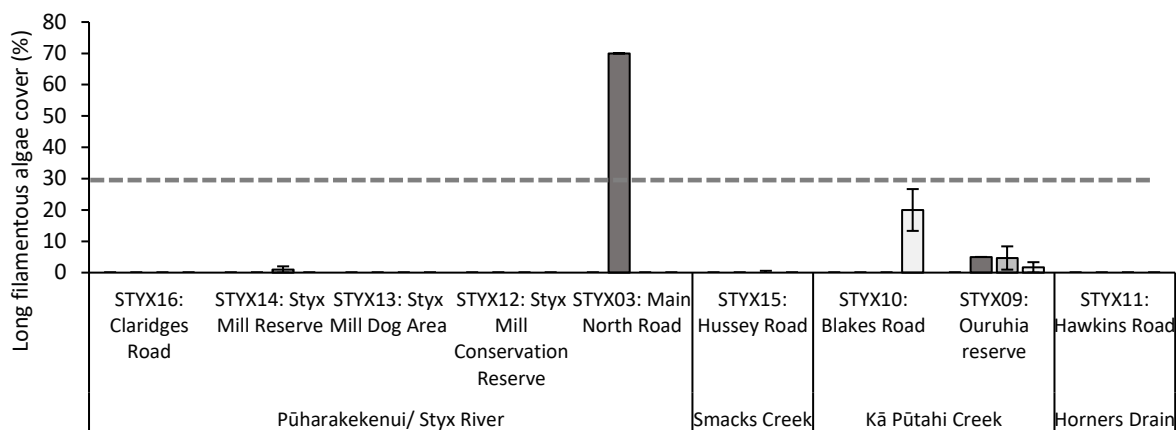 Long filamentous algae cover (%)
80
70
60
50
40
30
20
10
0
STYX16:
Claridges
Road
STYX14: Styx
Mill Reserve
STYX13: Styx
Mill Dog Area
STYX12: Styx
Mill
Conservation
Reserve
STYX03: Main
North Road
STYX15:
Hussey Road
STYX10:
Blakes Road
STYX09:
Ouruhia
reserve
STYX11:
Hawkins Road
Pūharakekenui/ Styx River
Smacks Creek
Kā Pūtahi Creek
Horners Drain